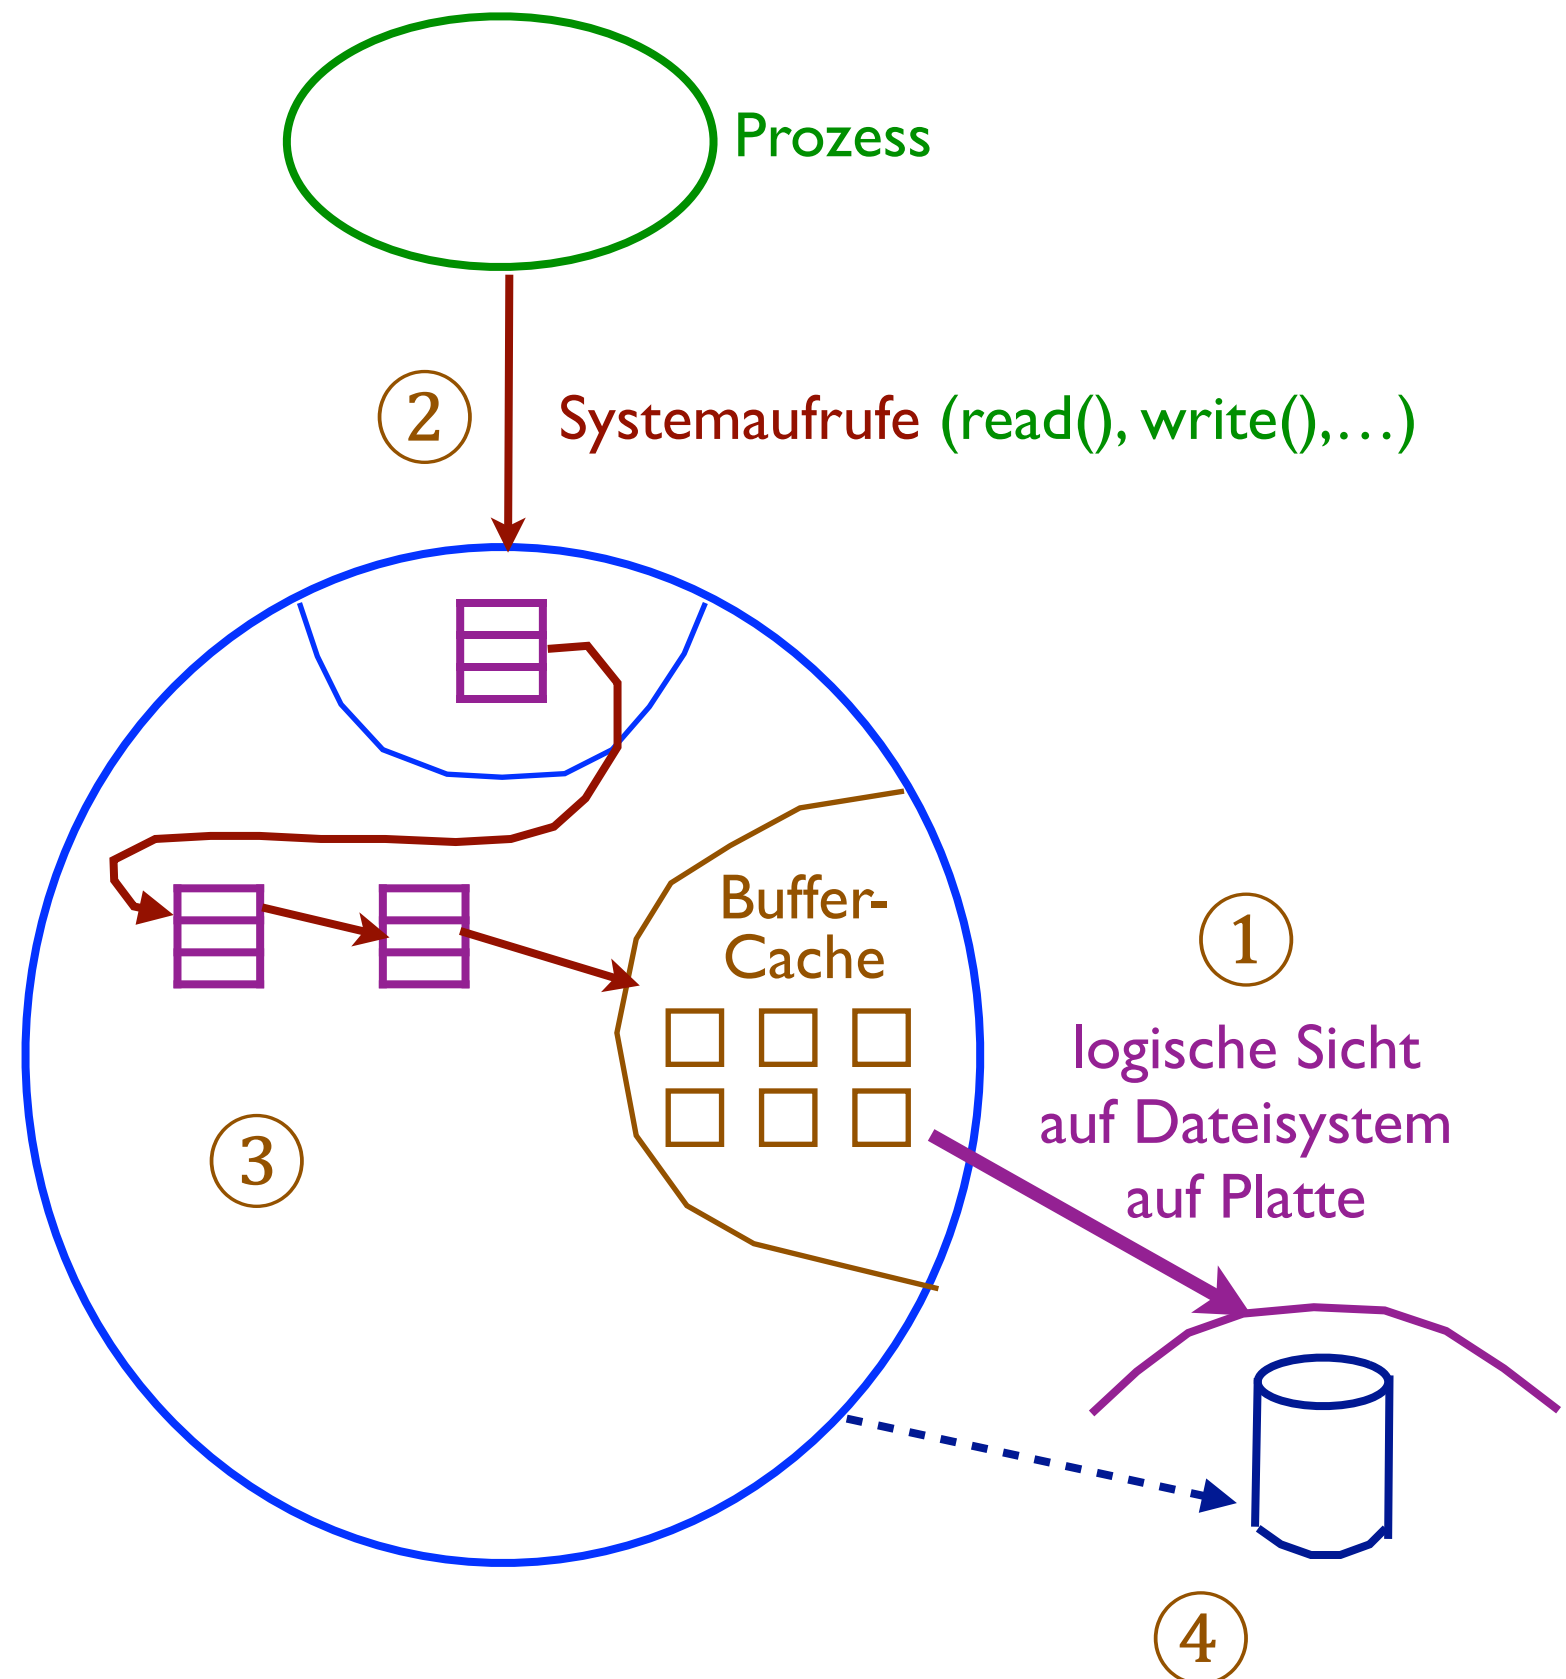 Prozess
②
Systemaufrufe (read(), write(),…)
Buffer-
Cache
①
logische Sicht
auf Dateisystem
auf Platte
③
④